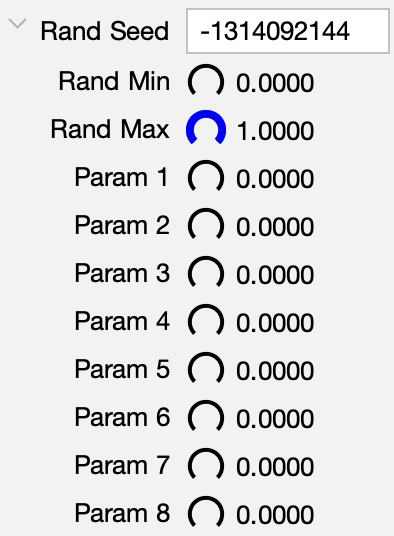 Rand Seed -1314092144
Rand Min 0.0000
Rand Max 1.0000
Param 1 0.0000
Param 2 0.0000
Param 3 0.0000
Param 4 0.0000
Param 5 0.0000
Param 6 0.0000
Param 7 0.0000
Param 8 0.0000